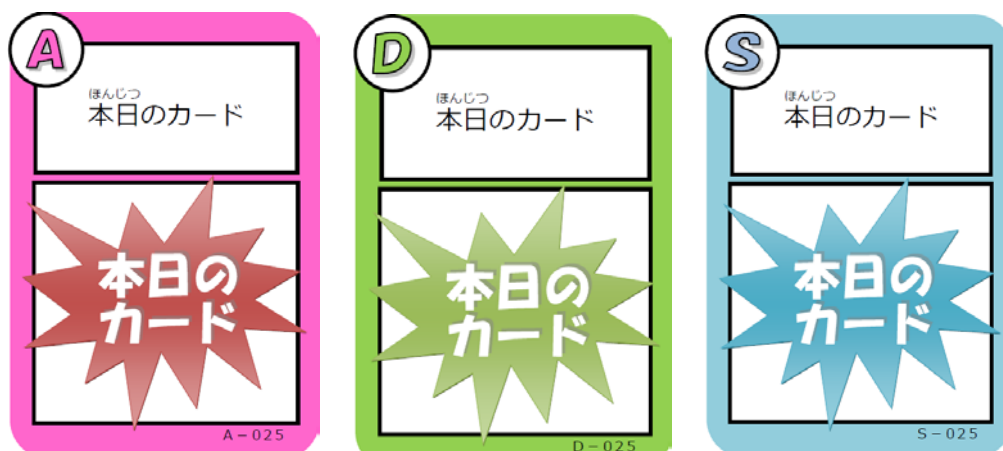 A
ほんじつ
本日のカード
本日の
カード
A-025
D
ほんじつ
本日のカード
本日の
カード
D-025
S
ほんじつ
本日のカード
本日の
カード
S-025